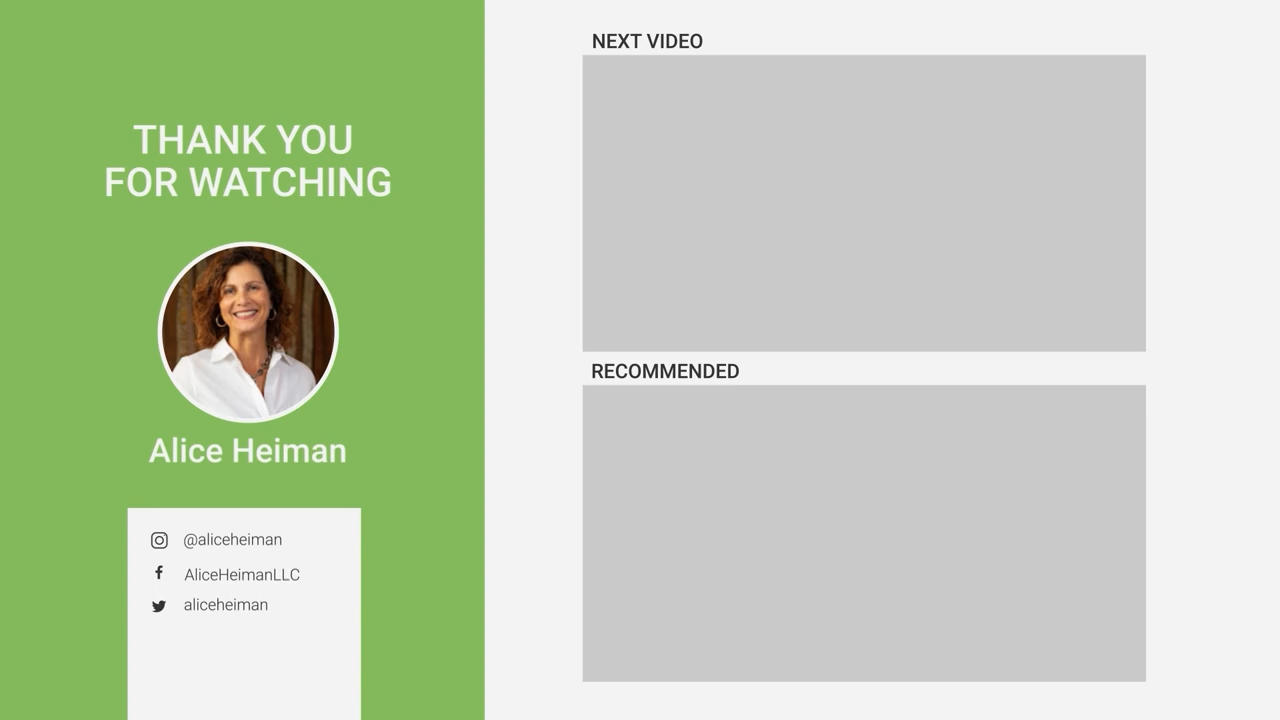 THANK YOU
FOR WATCHING
Alice Heiman
@aliceheiman
AliceHeimanLLC
aliceheiman
NEXT VIDEO
RECOMMENDED